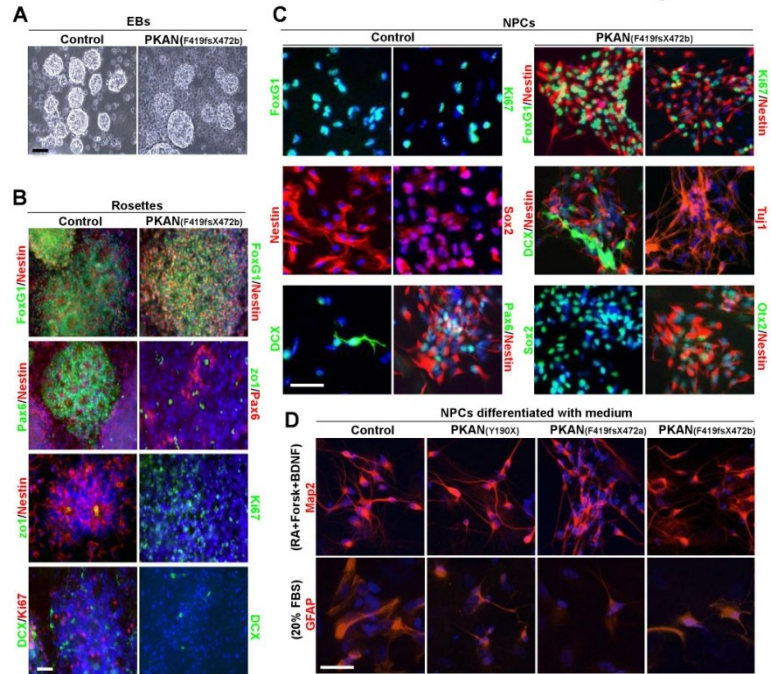 A
EBs
Control PKAN(F419fsX472b)
B
Rosettes
Control PKAN(F419fsX472b)
FoxG1/Nestin
FoxG1/Nestin
Pax6/Nestin
zo1/Pax6
zo1/Nestin
Ki67
DCX/Ki67
DCX
C
NPCs
Control
PKAN(F419fsX472b)
FoxG1
Ki67
FoxG1/Nestin
Ki67/Nestin
Nestin
Sox2
DCX/Nestin
Tuj1
DCX
Pax6/Nestin
Sox2
Otx2/Nestin
D
NPCs differentiated with medium
Control PKAN(Y190X) PKAN(F419fsX472a) PKAN(F419fsX472b)
(RA+Forsk+BDNF)
Map2
(20% FBS)
GFAP